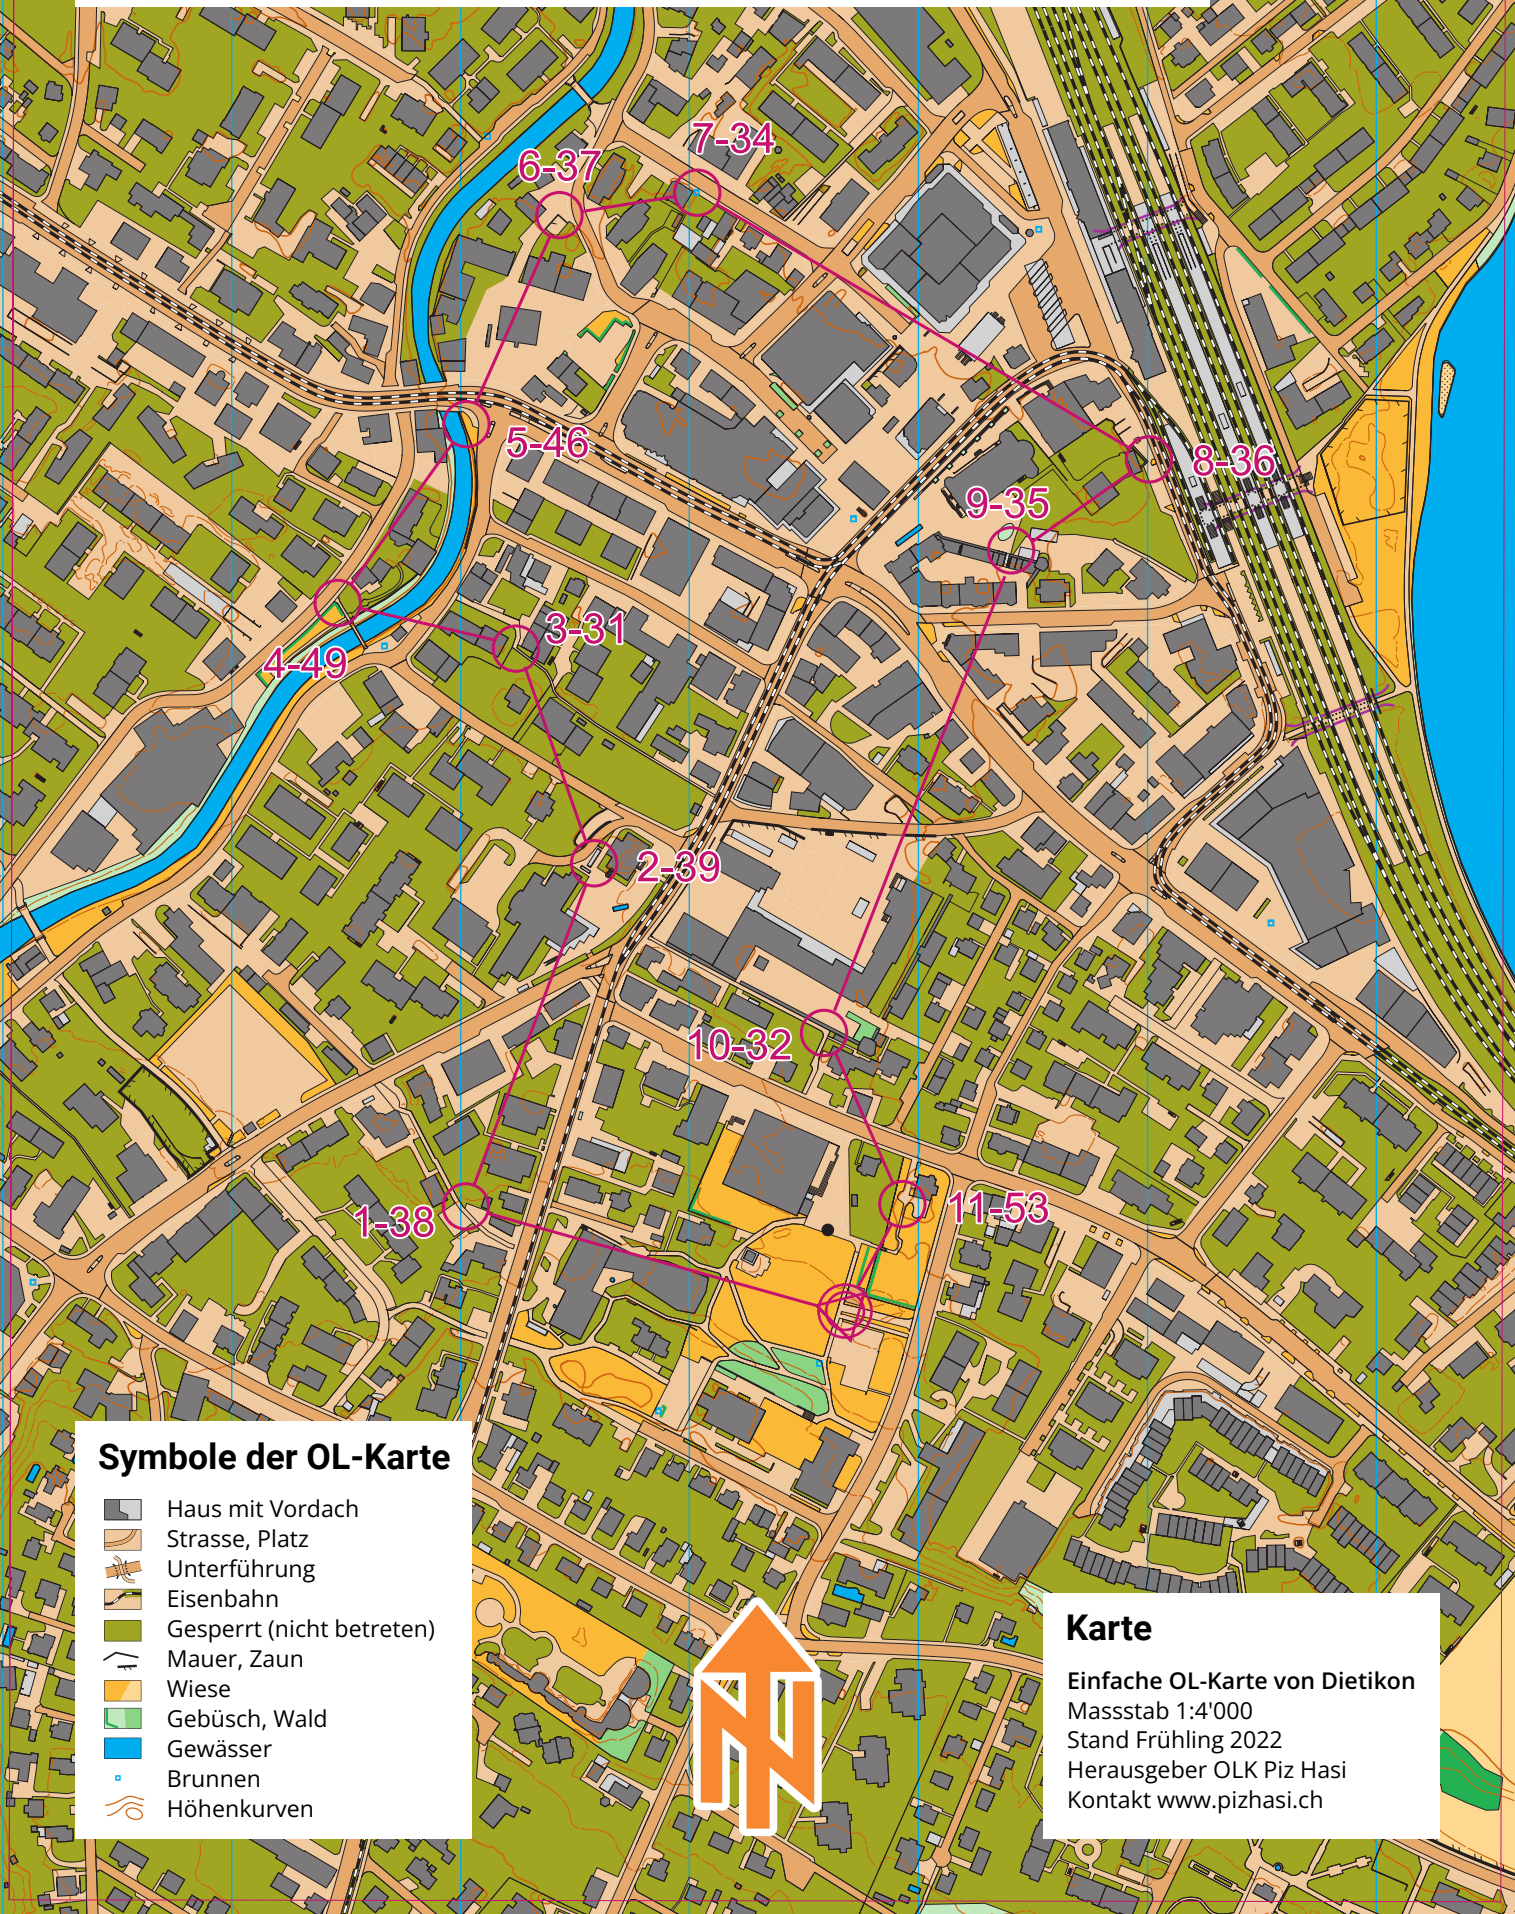 7-34
6-37
5-46
8-36
9-35
3-31
4-49
2-39
10-32
1-38
11-53
Symbole der OL-Karte
Haus mit Vordach
Strasse, Platz
Unterführung
Eisenbahn
Gesperrt (nicht betreten)
Mauer, Zaun
Wiese
Gebüsch, Wald
Gewässer
Brunnen
Höhenkurven
N
Karte
Einfache OL-Karte von Dietikon
Massstab 1:4'000
Stand Frühling 2022
Herausgeber OLK Piz Hasi
Kontakt www.pizhasi.ch